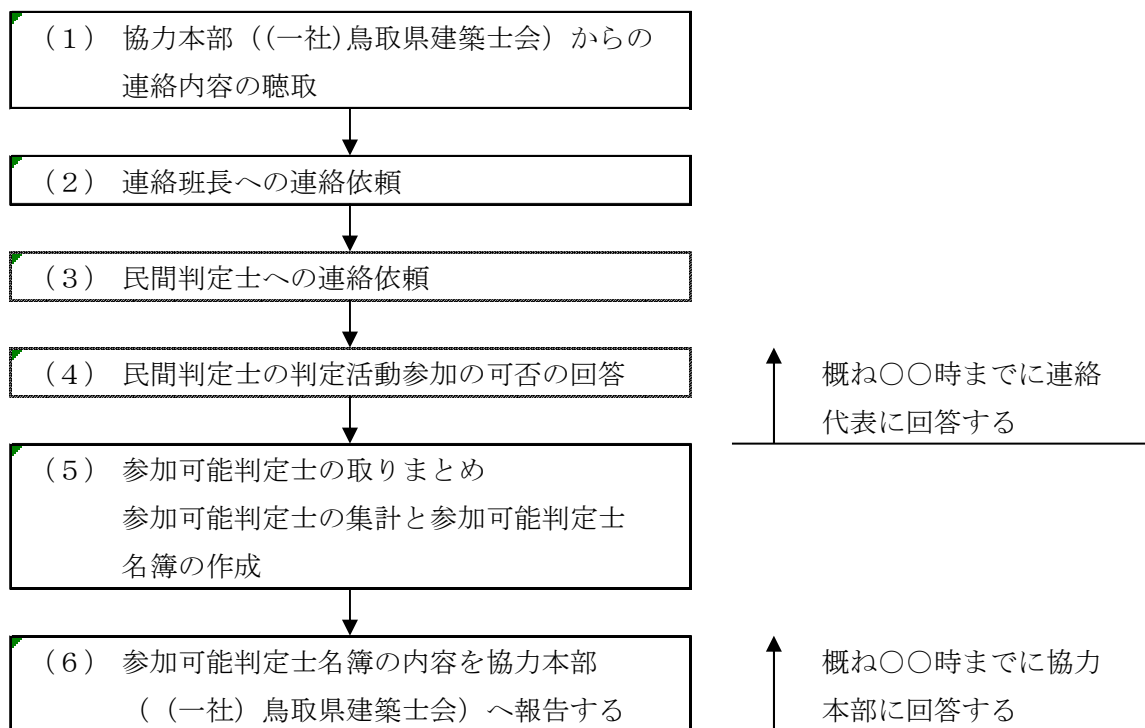 （１） 協力本部（(一社)鳥取県建築士会）からの
連絡内容の聴取
（２） 連絡班長への連絡依頼
（３） 民間判定士への連絡依頼
（４） 民間判定士の判定活動参加の可否の回答
概ね○○時までに連絡
代表に回答する
（５） 参加可能判定士の取りまとめ
参加可能判定士の集計と参加可能判定士
名簿の作成
（６） 参加可能判定士名簿の内容を協力本部
（（一社）鳥取県建築士会）へ報告する
概ね○○時までに協力
本部に回答する